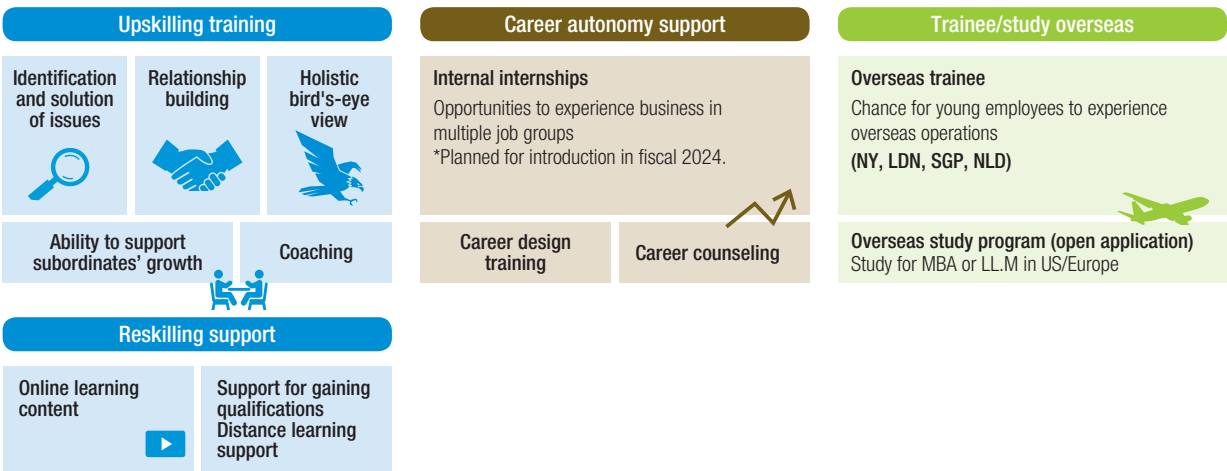 Upskilling training
Identification
and solution
of issues
Relationship
building
Holistic
bird's-eye
view
Ability to support
subordinates' growth
Coaching
Reskilling support
Online learning
content
Support for gaining
qualifications
Distance learning
support
Career autonomy support
Internal internships
Opportunities to experience business in
multiple job groups
*Planned for introduction in fiscal 2024.
Career design
training
Career counseling
Trainee/study overseas
Overseas trainee
Chance for young employees to experience
overseas operations
(NY, LDN, SGP, NLD)
Overseas study program (open application)
Study for MBA or LL.M in US/Europe